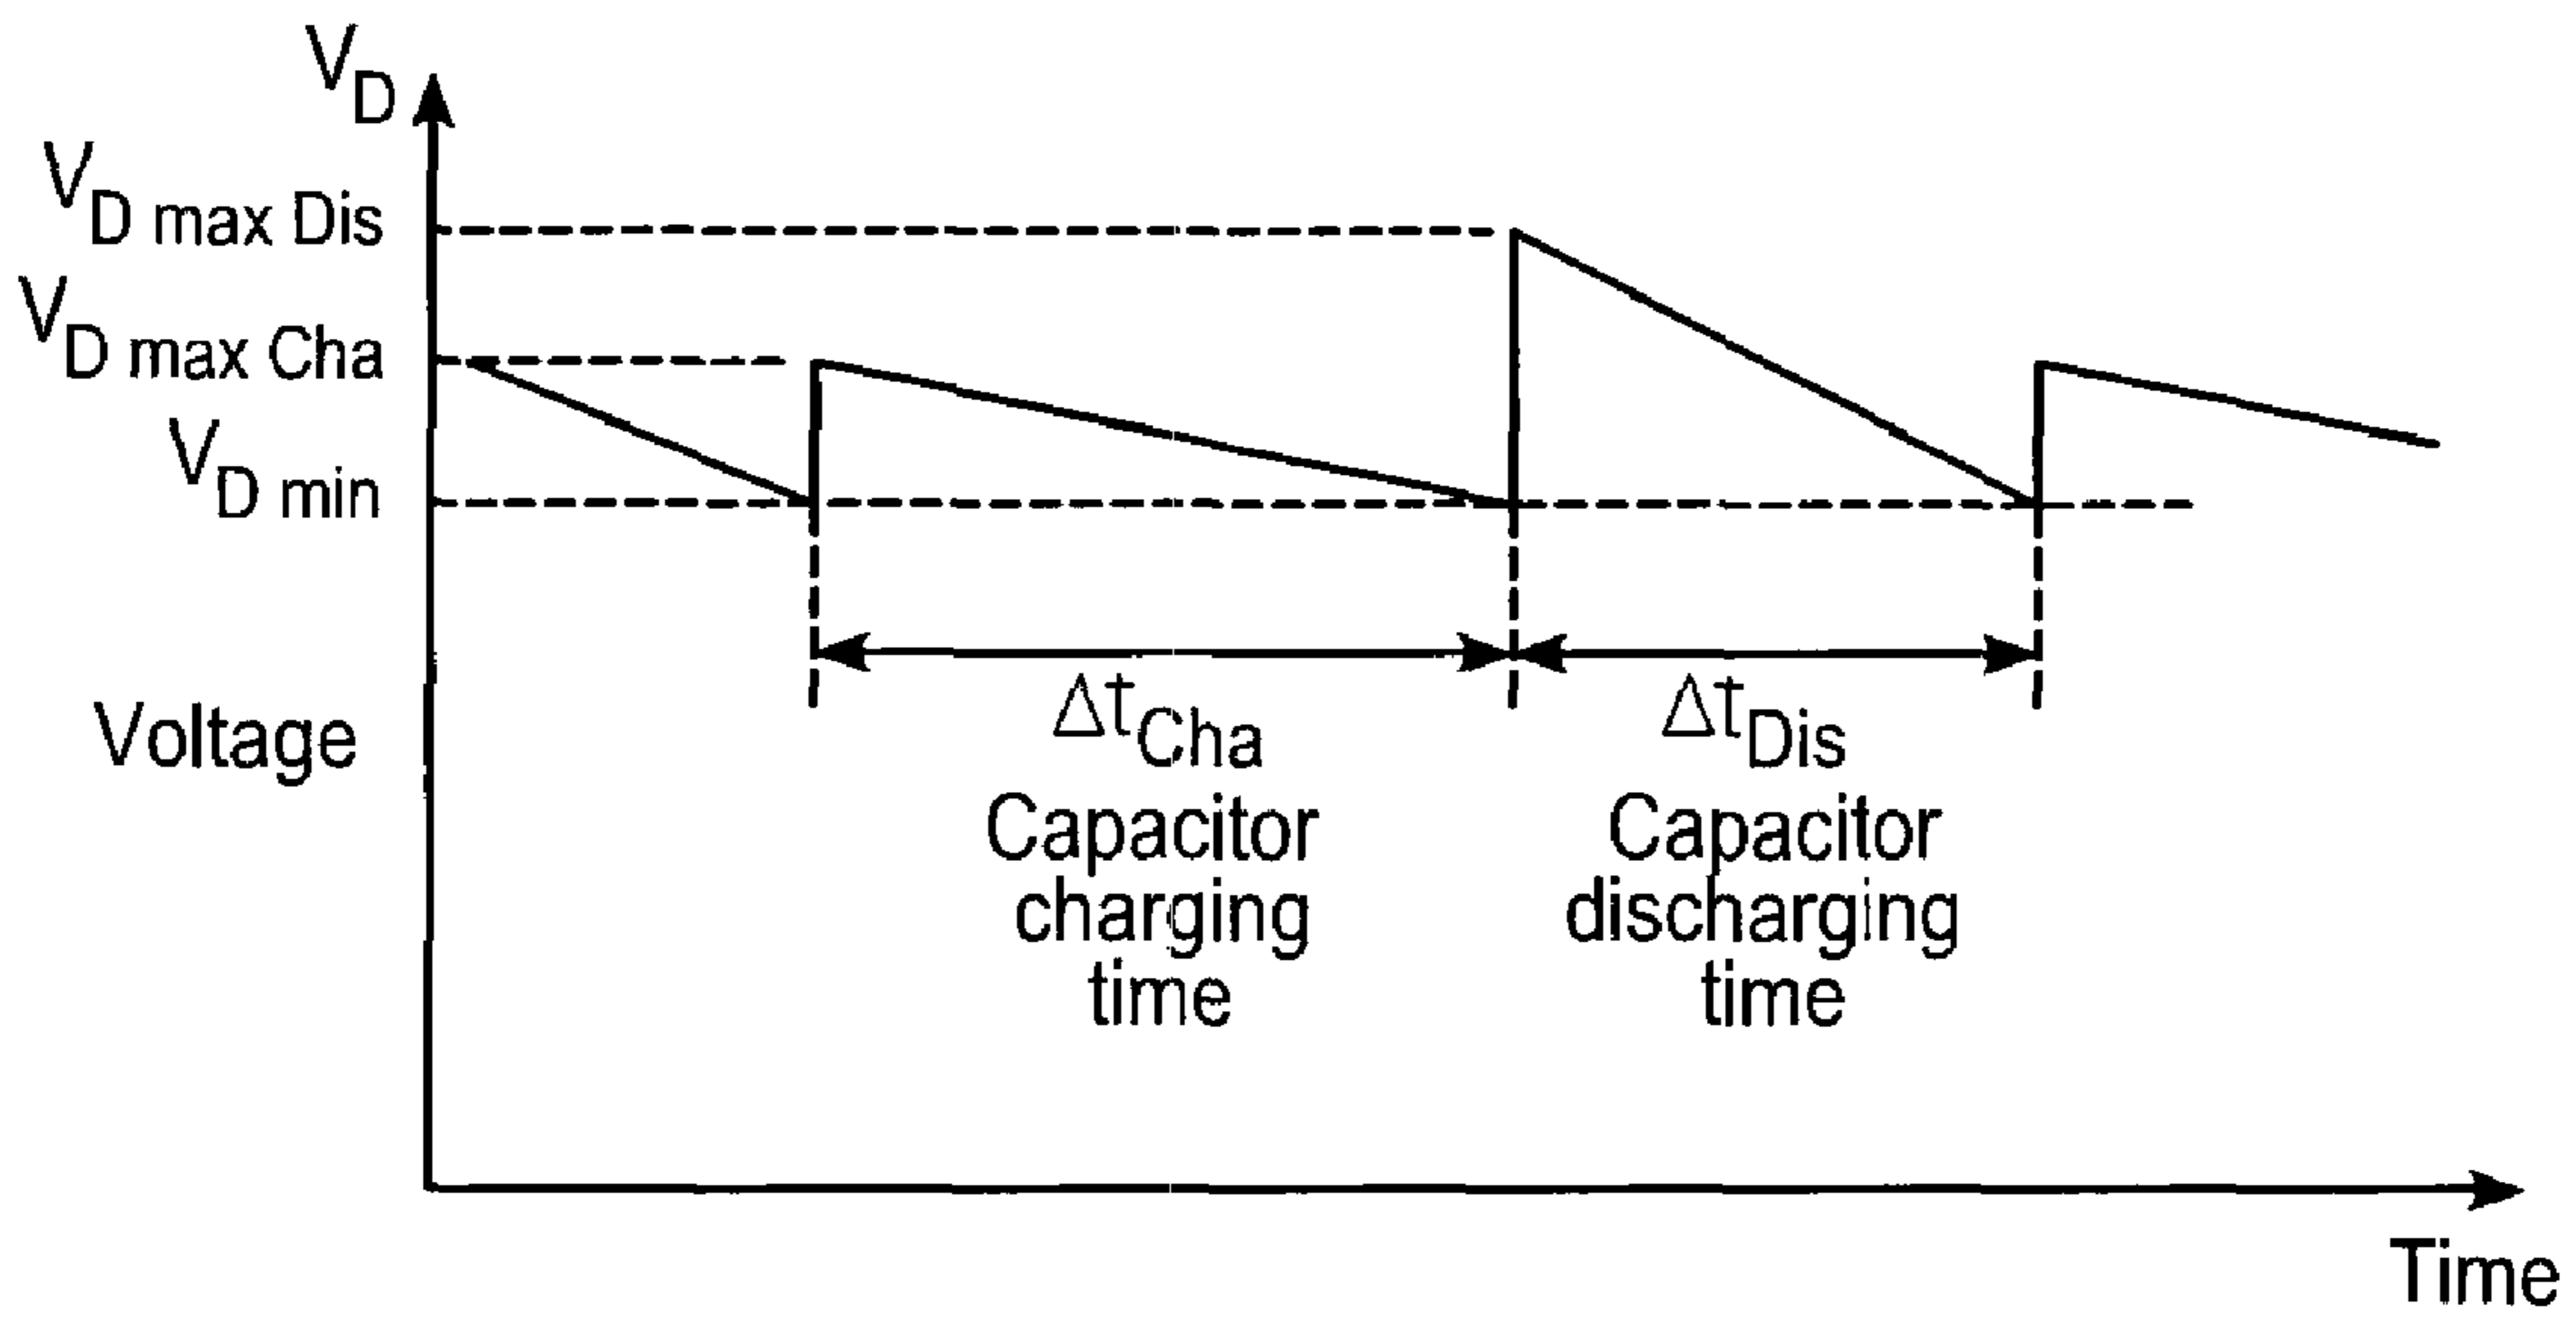 VD
VD max Dis
VD max Cha
VD min
Voltage
ΔtCha
Capacitor
charging
time
ΔtDis
Capacitor
discharging
time
Time